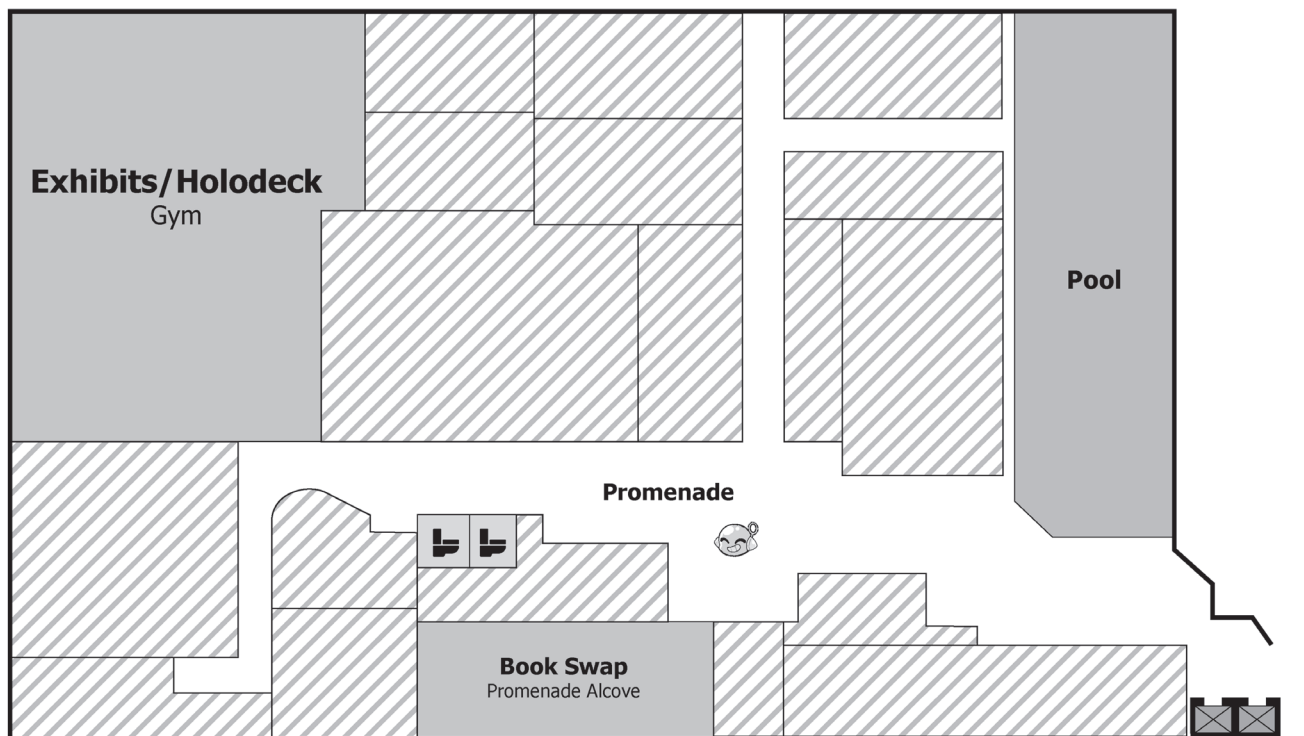 Exhibits/Holodeck
Gym
Pool
Promenade
Book Swap
Promenade Alcove